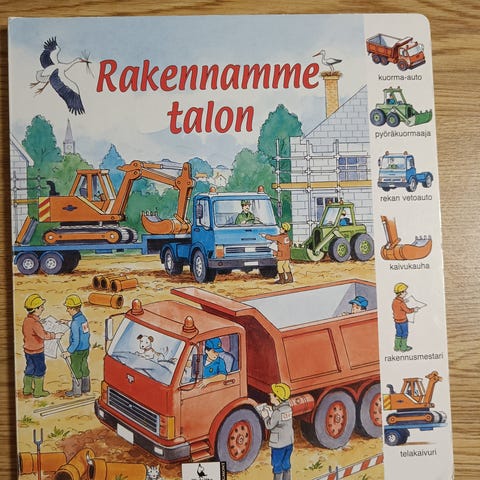 Rakennamme
talon
kuorma-auto
pyöräkuormaaja
rekan vetoauto
kaivukauha
rakennusmestari
telakaivuri